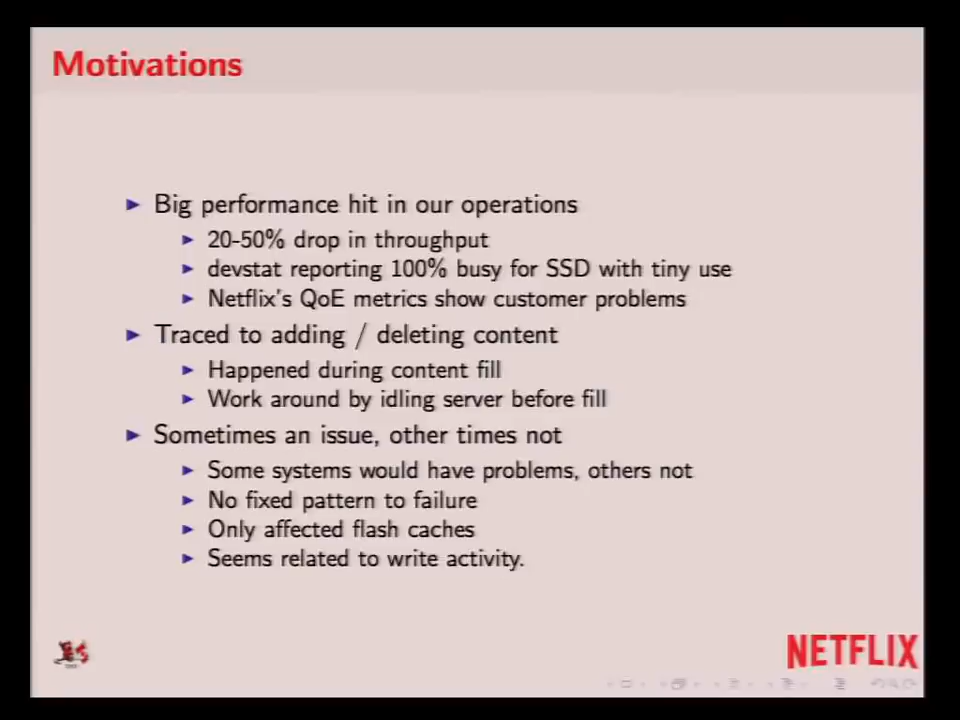 Motivations
Big performance hit in our operations
20-50% drop in throughput
devstat reporting 100% busy for SSD with tiny use
Netflix's QoE metrics show customer problems
Traced to adding / deleting content
Happened during content fill
Work around by idling server before fill
Sometimes an issue, other times not
Some systems would have problems, others not
No fixed pattern to failure
Only affected flash caches
Seems related to write activity.
NETFLIX